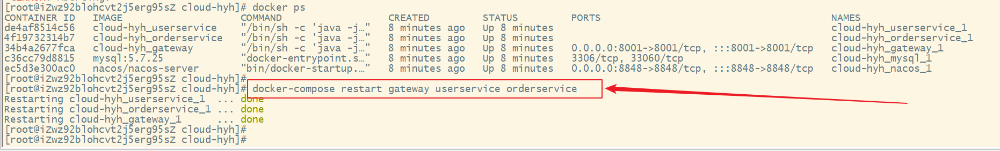 [root@iZwz92blohcvt2j5erg95sZ cloud-hyh]# docker ps
CONTAINER ID   IMAGE                    COMMAND                  CREATED         STATUS         PORTS                                       NAMES
de4af8514c56   cloud-hyh_userservice    "/bin/sh -c 'java -j…"   8 minutes ago   Up 8 minutes                                               cloud-hyh_userservice_1
4f19732314b7   cloud-hyh_orderservice   "/bin/sh -c 'java -j…"   8 minutes ago   Up 8 minutes                                               cloud-hyh_orderservice_1
34b4a2677fca   cloud-hyh_gateway        "/bin/sh -c 'java -j…"   8 minutes ago   Up 8 minutes   0.0.0.0:8001->8001/tcp, :::8001->8001/tcp   cloud-hyh_gateway_1
c36cc79d8815   mysql:5.7.25             "docker-entrypoint.s…"   8 minutes ago   Up 8 minutes   3306/tcp, 33060/tcp                         cloud-hyh_mysql_1
ec5d3e300ac0   nacos/nacos-server       "bin/docker-startup.…"   8 minutes ago   Up 8 minutes   0.0.0.0:8848->8848/tcp, :::8848->8848/tcp   cloud-hyh_nacos_1
[root@iZwz92blohcvt2j5erg95sZ cloud-hyh]#
[root@iZwz92blohcvt2j5erg95sZ cloud-hyh]# docker-compose restart gateway userservice orderservice
Restarting cloud-hyh_userservice_1  ... done
Restarting cloud-hyh_orderservice_1 ... done
Restarting cloud-hyh_gateway_1      ... done
[root@iZwz92blohcvt2j5erg95sZ cloud-hyh]#
[root@iZwz92blohcvt2j5erg95sZ cloud-hyh]#